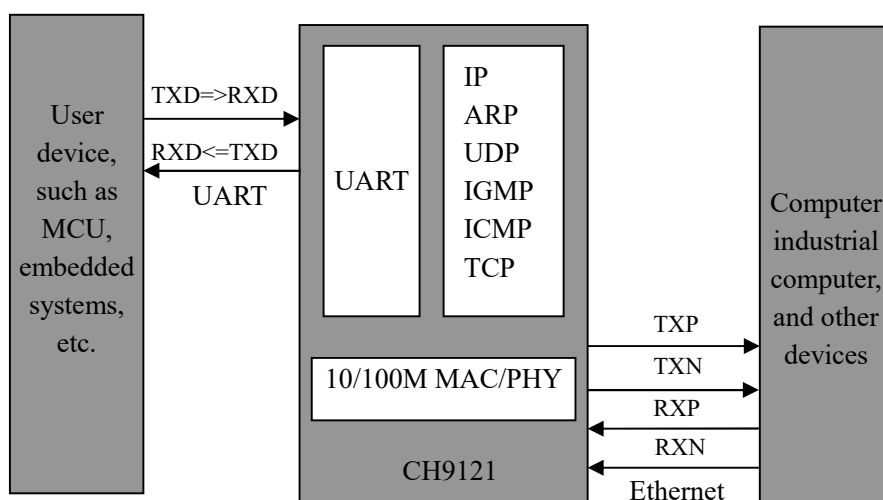 User
device,
such as
MCU,
embedded
systems,
etc.
TXD=>RXD
RXD<=TXD
UART
UART
IP
ARP
UDP
IGMP
ICMP
TCP
10/100M MAC/PHY
CH9121
TXP
TXN
RXP
RXN
Ethernet
Computer
industrial
computer,
and other
devices